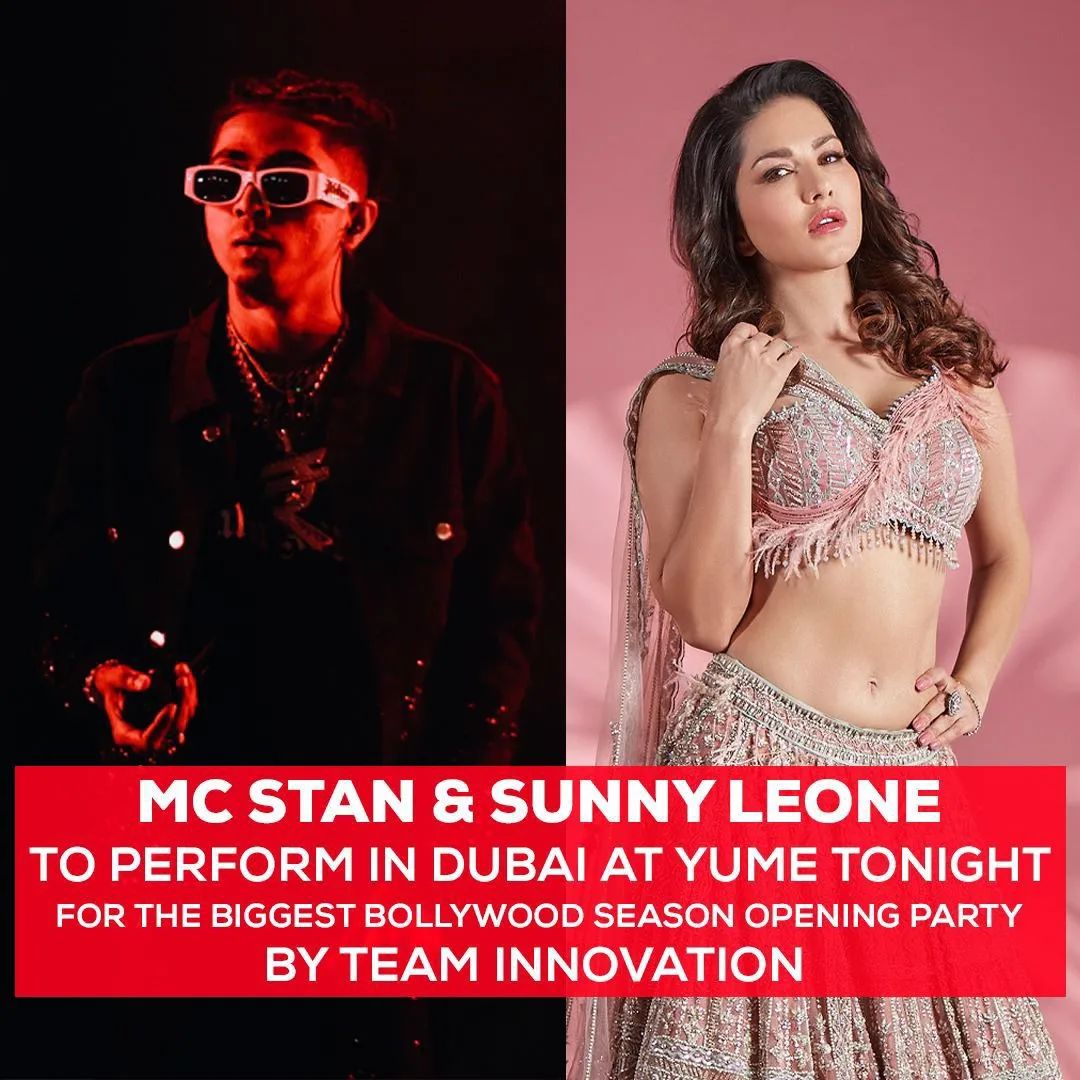 MC STAN & SUNNY LEONE
TO PERFORM IN DUBAI AT YUME TONIGHT
FOR THE BIGGEST BOLLYWOOD SEASON OPENING PARTY
BY TEAM INNOVATION